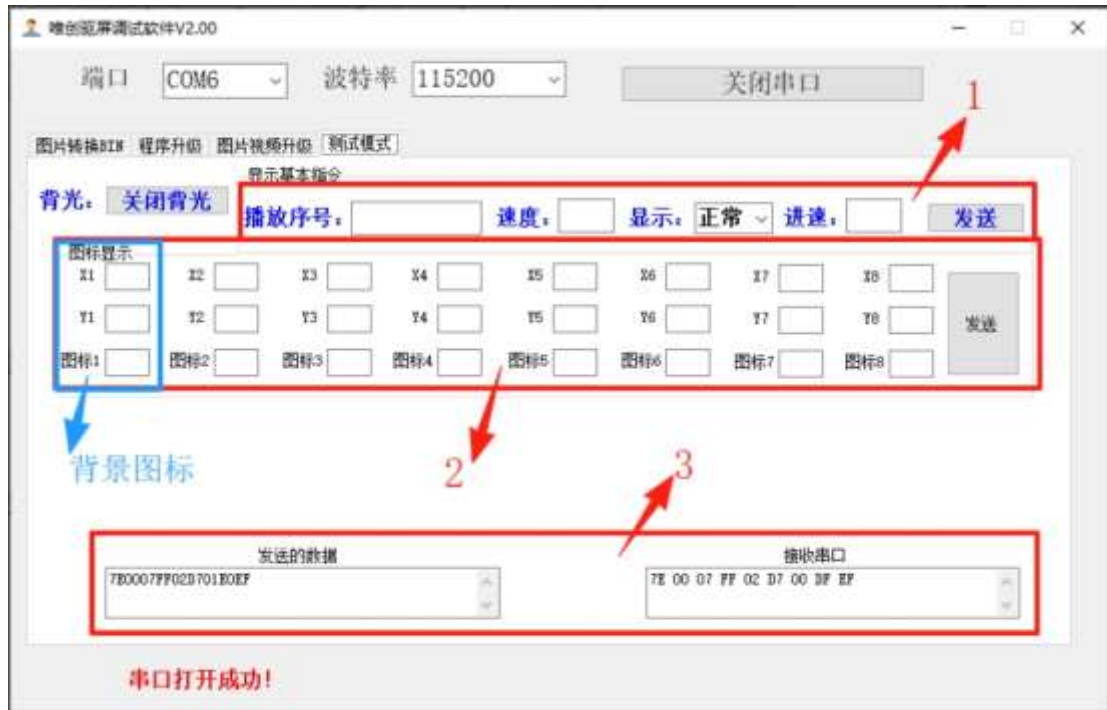 唯创驱屏调试软件V2.00
端口 COM6 波特率 115200 关闭串口
1
图片转换BIN 程序升级 图片视频升级 测试模式
显示基本指令
背光: 关闭背光 播放序号: 速度: 显示: 正常 进速: 发送
图标显示
X1 X2 X3 X4 X5 X6 X7 X8
Y1 Y2 Y3 Y4 Y5 Y6 Y7 Y8 发送
图标1 图标2 图标3 图标4 图标5 图标6 图标7 图标8
背景图标 2 3
发送的数据 接收串口
7E0007FF02D701E0EF 7E 00 07 FF 02 D7 00 DF EF
串口打开成功!